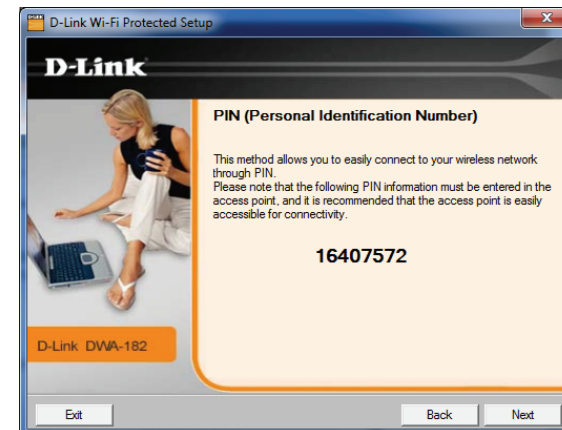 D-Link Wi-Fi Protected Setup
D-Link
PIN (Personal Identification Number)
This method allows you to easily connect to your wireless network
through PIN.
Please note that the following PIN information must be entered in the
access point, and it is recommended that the access point is easily
accessible for connectivity.
16407572
D-Link DWA-182
Exit
Back
Next